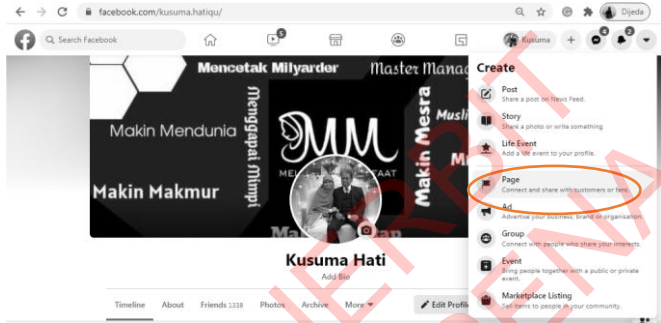 facebook.com/kusuma.hatiqu/
Dijeda
Search Facebook
Kusuma
Mencetak Milyarder
Master Manag
Makin Mendunia
Menggapai Mimpi
MM
TAAT
Makin Mesra
Musli
Makin Makmur
Kusuma Hati
Add Bio
Timeline About Friends 1338 Photos Archive More
Edit Profile
Create
Post
Share a post on News Feed.
Story
Share a photo or write something
Life Event
Add a life event to your profile.
Page
Connect and share with customers or fans
Ad
Advertise your business, brand or organisation.
Group
Connect with people who share your interests.
Event
Bring people together with a public or private
event.
Marketplace Listing
Sell items to people in your community.